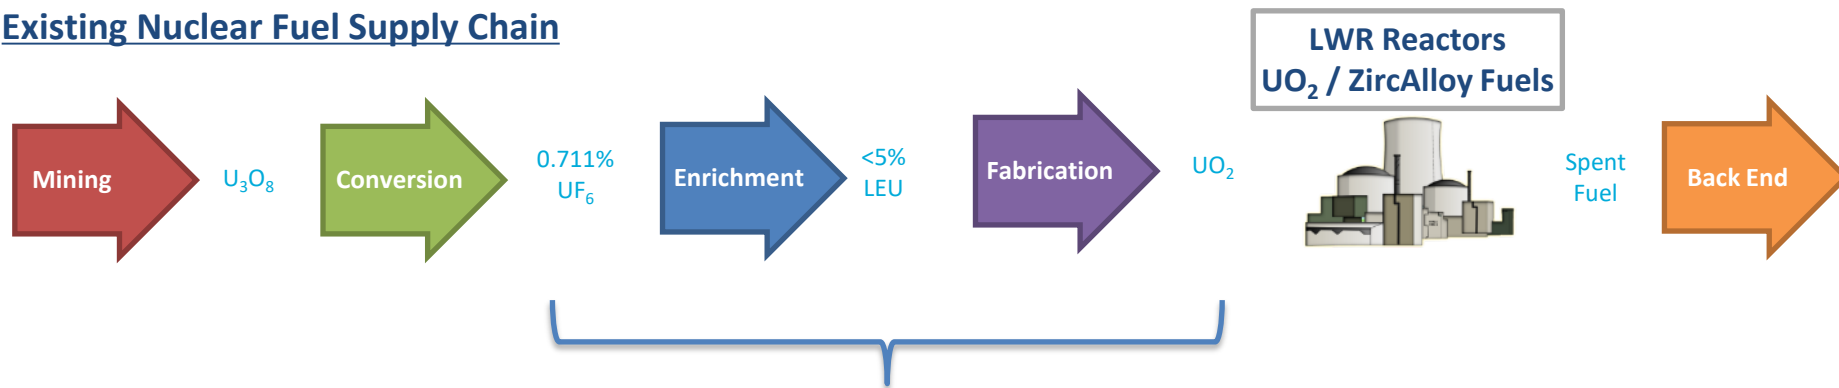 Existing Nuclear Fuel Supply Chain
LWR Reactors
UO₂ / ZircAlloy Fuels
Mining
U₃O₈
Conversion
0.711%
UF₆
Enrichment
<5%
LEU
Fabrication
UO₂
Spent
Fuel
Back End